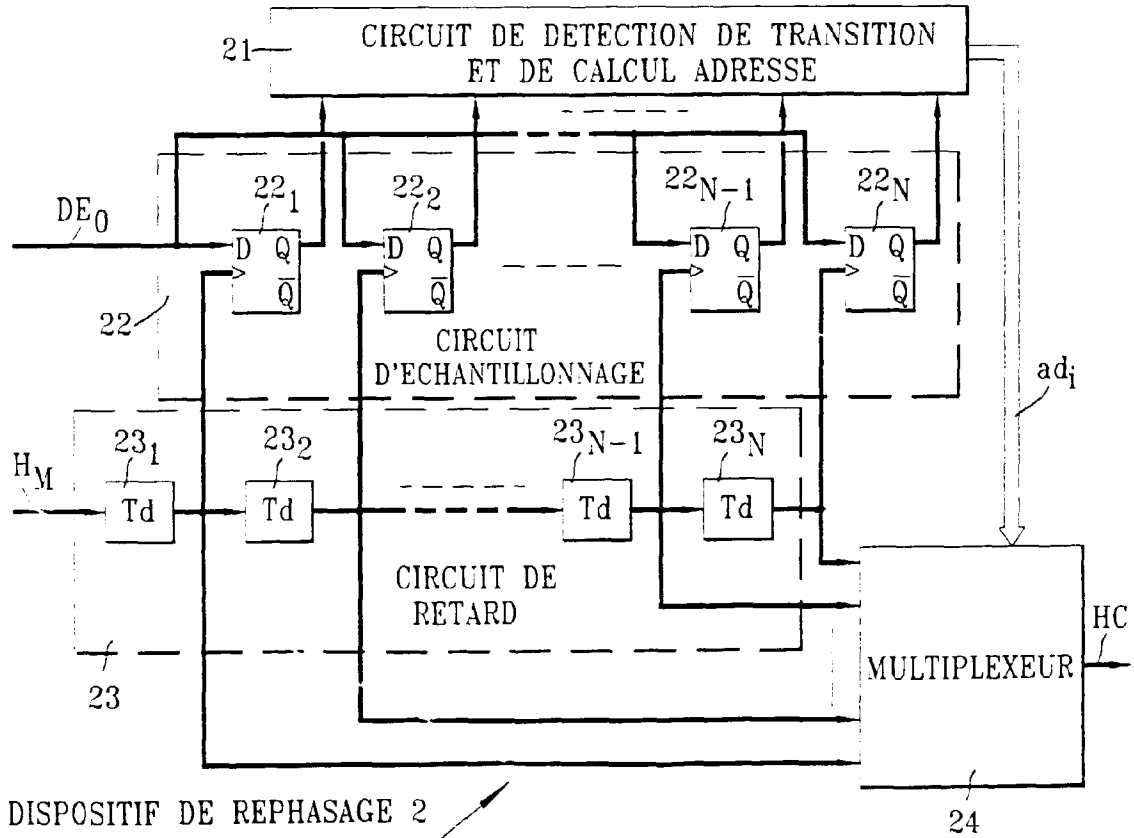 21
CIRCUIT DE DETECTION DE TRANSITION
ET DE CALCUL ADRESSE
DE₀
22₁
22₂
22N-1
22N
D Q
Q̅
D Q
Q̅
D Q
Q̅
D Q
Q̅
22
CIRCUIT
D'ECHANTILLONNAGE
adᵢ
H_M
23₁
23₂
23N-1
23N
Td
Td
Td
Td
CIRCUIT DE
RETARD
23
MULTIPLEXEUR
HC
24
DISPOSITIF DE REPHASAGE 2